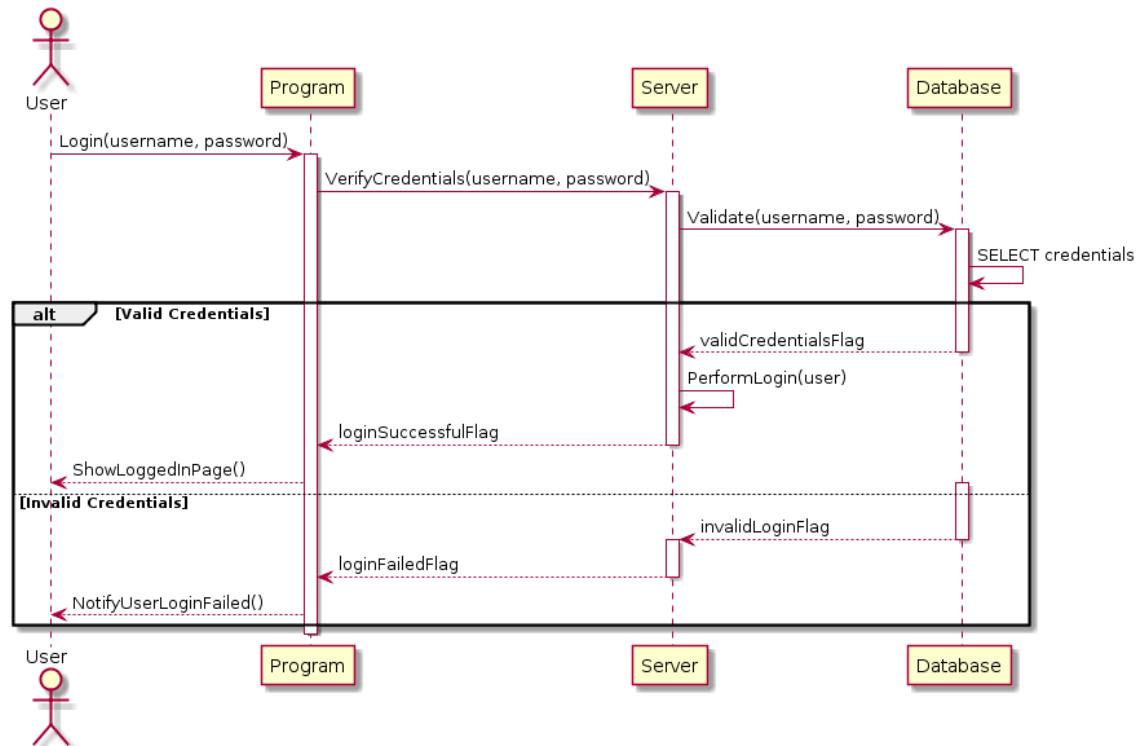 User
Program
Server
Database
Login(username, password)
VerifyCredentials(username, password)
Validate(username, password)
SELECT credentials
alt
[Valid Credentials]
validCredentialsFlag
PerformLogin(user)
loginSuccessfulFlag
ShowLoggedInPage()
[Invalid Credentials]
invalidLoginFlag
loginFailedFlag
NotifyUserLoginFailed()
User
Program
Server
Database